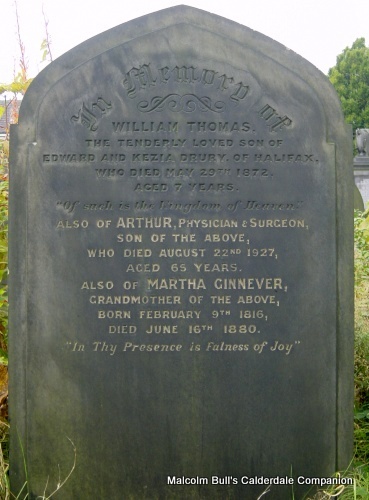 In Memory of
WILLIAM THOMAS.
THE TENDERLY LOVED SON OF
EDWARD AND KEZIA DRURY, OF HALIFAX,
WHO DIED MAY 29TH 1872,
AGED 7 YEARS.
"Of such is the kingdom of Heaven"
ALSO OF ARTHUR, PHYSICIAN & SURGEON,
SON OF THE ABOVE,
WHO DIED AUGUST 22ND 1927,
AGED 65 YEARS.
ALSO OF MARTHA GINNEVER,
GRANDMOTHER OF THE ABOVE,
BORN FEBRUARY 9TH 1816,
DIED JUNE 16TH 1880.
"In Thy Presence is Fulness of Joy"
Malcolm Bull's Calderdale Companion